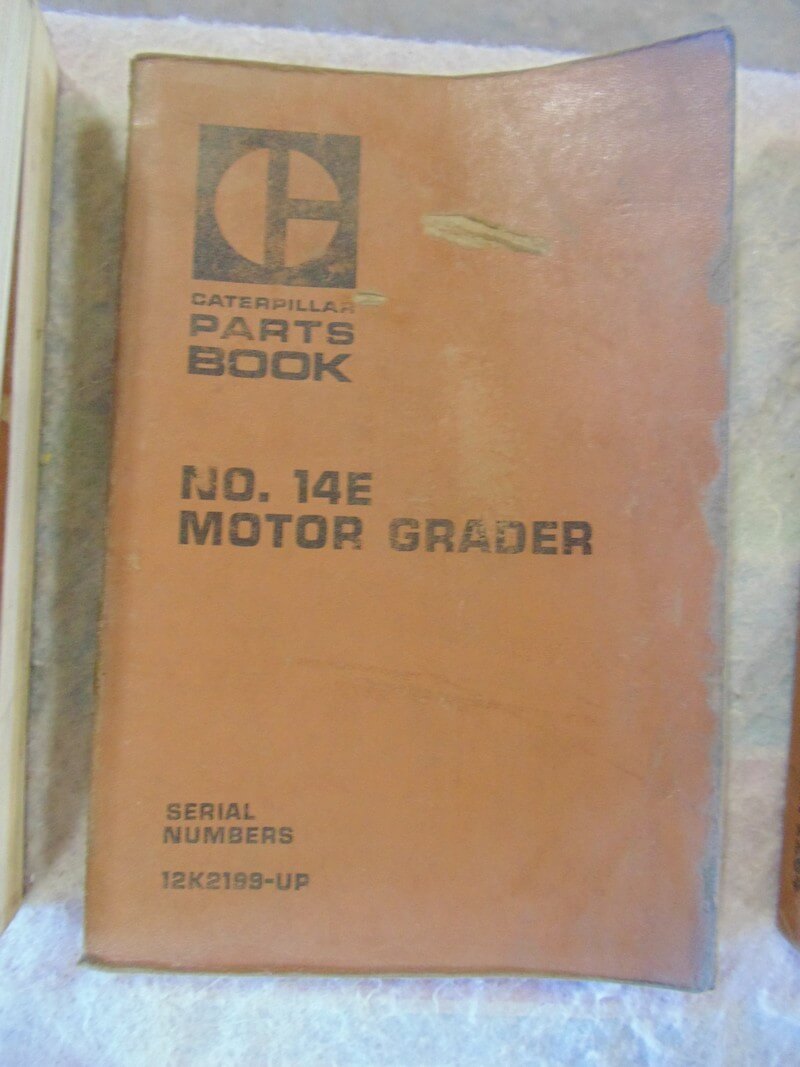 CATERPILLAR
PARTS
BOOK
NO. 14E
MOTOR GRADER
SERIAL
NUMBERS
12K2199-UP